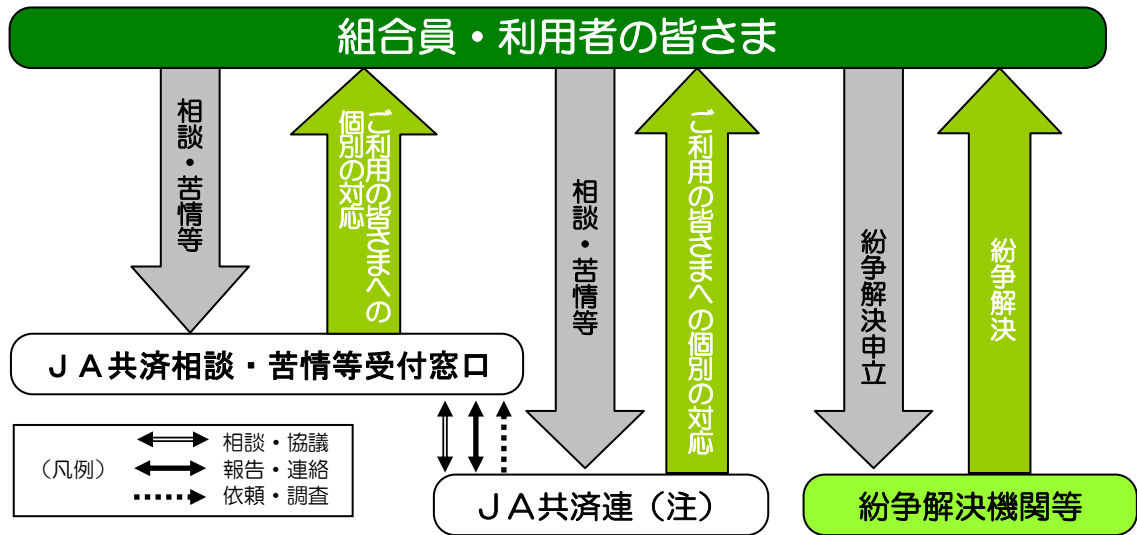 組合員・利用者の皆さま
相談・苦情等
ご利用の皆さまへの
個別の対応
相談・苦情等
ご利用の皆さまへの個別の対応
紛争解決申立
紛争解決
ＪＡ共済相談・苦情等受付窓口
（凡例）
相談・協議
報告・連絡
依頼・調査
ＪＡ共済連（注）
紛争解決機関等